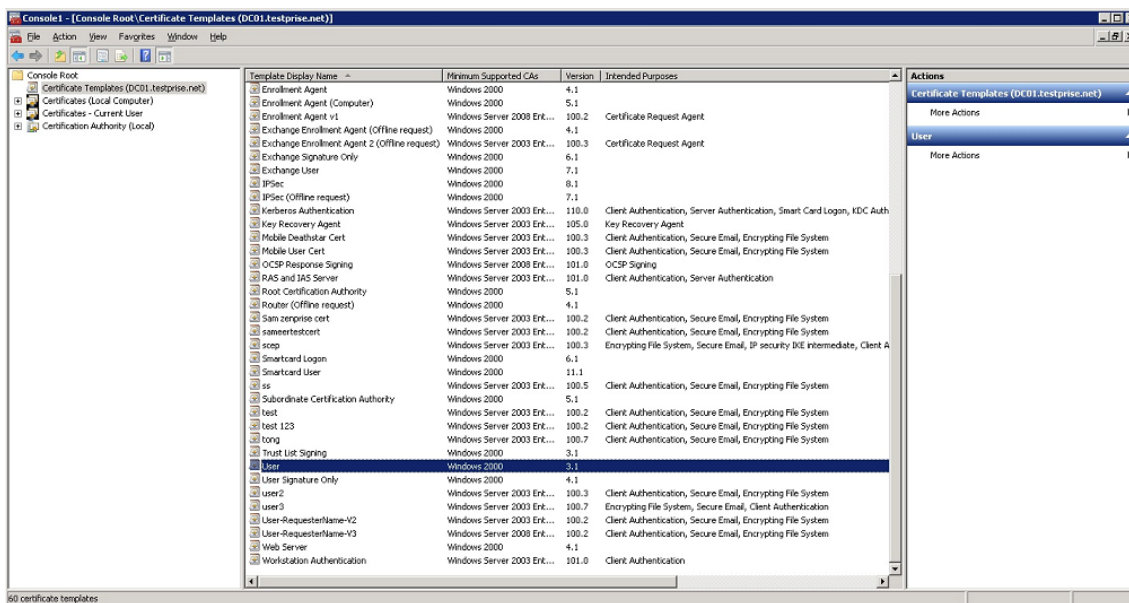 Console1 - [Console Root\Certificate Templates (DC01.testprise.net)]
File Action View Favorites Window Help
Console Root
Certificate Templates (DC01.testprise.net)
Certificates (Local Computer)
Certificates - Current User
Certification Authority (Local)
Template Display Name Minimum Supported CAs Version Intended Purposes
Enrollment Agent Windows 2000 4.1
Enrollment Agent (Computer) Windows 2000 5.1
Enrollment Agent v1 Windows Server 2008 Ent... 100.2 Certificate Request Agent
Exchange Enrollment Agent (Offline request) Windows 2000 4.1
Exchange Enrollment Agent 2 (Offline request) Windows Server 2003 Ent... 100.3 Certificate Request Agent
Exchange Signature Only Windows 2000 6.1
Exchange User Windows 2000 7.1
IPSec Windows 2000 8.1
IPSec (Offline request) Windows 2000 7.1
Kerberos Authentication Windows Server 2003 Ent... 110.0 Client Authentication, Server Authentication, Smart Card Logon, KDC Auth
Key Recovery Agent Windows Server 2003 Ent... 105.0 Key Recovery Agent
Mobile Deathstar Cert Windows Server 2003 Ent... 100.3 Client Authentication, Secure Email, Encrypting File System
Mobile User Cert Windows Server 2003 Ent... 100.3 Client Authentication, Secure Email, Encrypting File System
OCSP Response Signing Windows Server 2008 Ent... 101.0 OCSP Signing
RAS and IAS Server Windows Server 2003 Ent... 101.0 Client Authentication, Server Authentication
Root Certification Authority Windows 2000 5.1
Router (Offline request) Windows 2000 4.1
Sam zenprise cert Windows Server 2003 Ent... 100.2 Client Authentication, Secure Email, Encrypting File System
sameertestcert Windows Server 2003 Ent... 100.2 Client Authentication, Secure Email, Encrypting File System
scep Windows Server 2003 Ent... 100.3 Encrypting File System, Secure Email, IP security IKE intermediate, Client A
Smartcard Logon Windows 2000 6.1
Smartcard User Windows 2000 11.1
ss Windows Server 2003 Ent... 100.5 Client Authentication, Secure Email, Encrypting File System
Subordinate Certification Authority Windows 2000 5.1
test Windows Server 2003 Ent... 100.2 Client Authentication, Secure Email, Encrypting File System
test 123 Windows Server 2003 Ent... 100.2 Client Authentication, Secure Email, Encrypting File System
tong Windows Server 2003 Ent... 100.7 Client Authentication, Secure Email, Encrypting File System
Trust List Signing Windows 2000 3.1
User Windows 2000 3.1
User Signature Only Windows 2000 4.1
user2 Windows Server 2003 Ent... 100.3 Client Authentication, Secure Email, Encrypting File System
user3 Windows Server 2003 Ent... 100.7 Encrypting File System, Secure Email, Client Authentication
User-RequesterName-V2 Windows Server 2003 Ent... 100.2 Client Authentication, Secure Email, Encrypting File System
User-RequesterName-V3 Windows Server 2008 Ent... 100.2 Client Authentication, Secure Email, Encrypting File System
Web Server Windows 2000 4.1
Workstation Authentication Windows Server 2003 Ent... 101.0 Client Authentication
Actions
Certificate Templates (DC01.testprise.net)
More Actions
User
More Actions
60 certificate templates